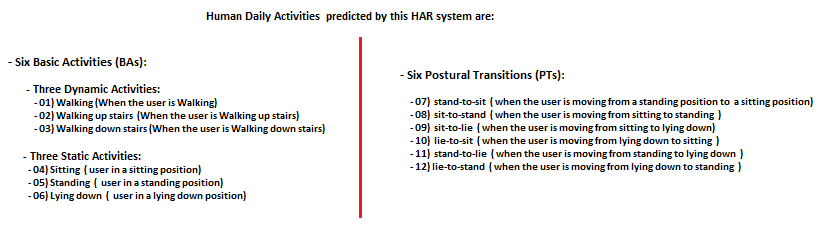 Human Daily Activities predicted by this HAR system are:
- Six Basic Activities (BAs):
- Three Dynamic Activities:
- 01) Walking (When the user is Walking)
- 02) Walking up stairs (When the user is Walking up stairs)
- 03) Walking down stairs (When the user is Walking down stairs)
- Three Static Activities:
- 04) Sitting ( user in a sitting position)
- 05) Standing ( user in a standing position)
- 06) Lying down ( user in a lying down position)
- Six Postural Transitions (PTs):
- 07) stand-to-sit ( when the user is moving from a standing position to a sitting position)
- 08) sit-to-stand ( when the user is moving from sitting to standing )
- 09) sit-to-lie ( when the user is moving from sitting to lying down)
- 10) lie-to-sit ( when the user is moving from lying down to sitting )
- 11) stand-to-lie ( when the user is moving from standing to lying down )
- 12) lie-to-stand ( when the user is moving from lying down to standing )